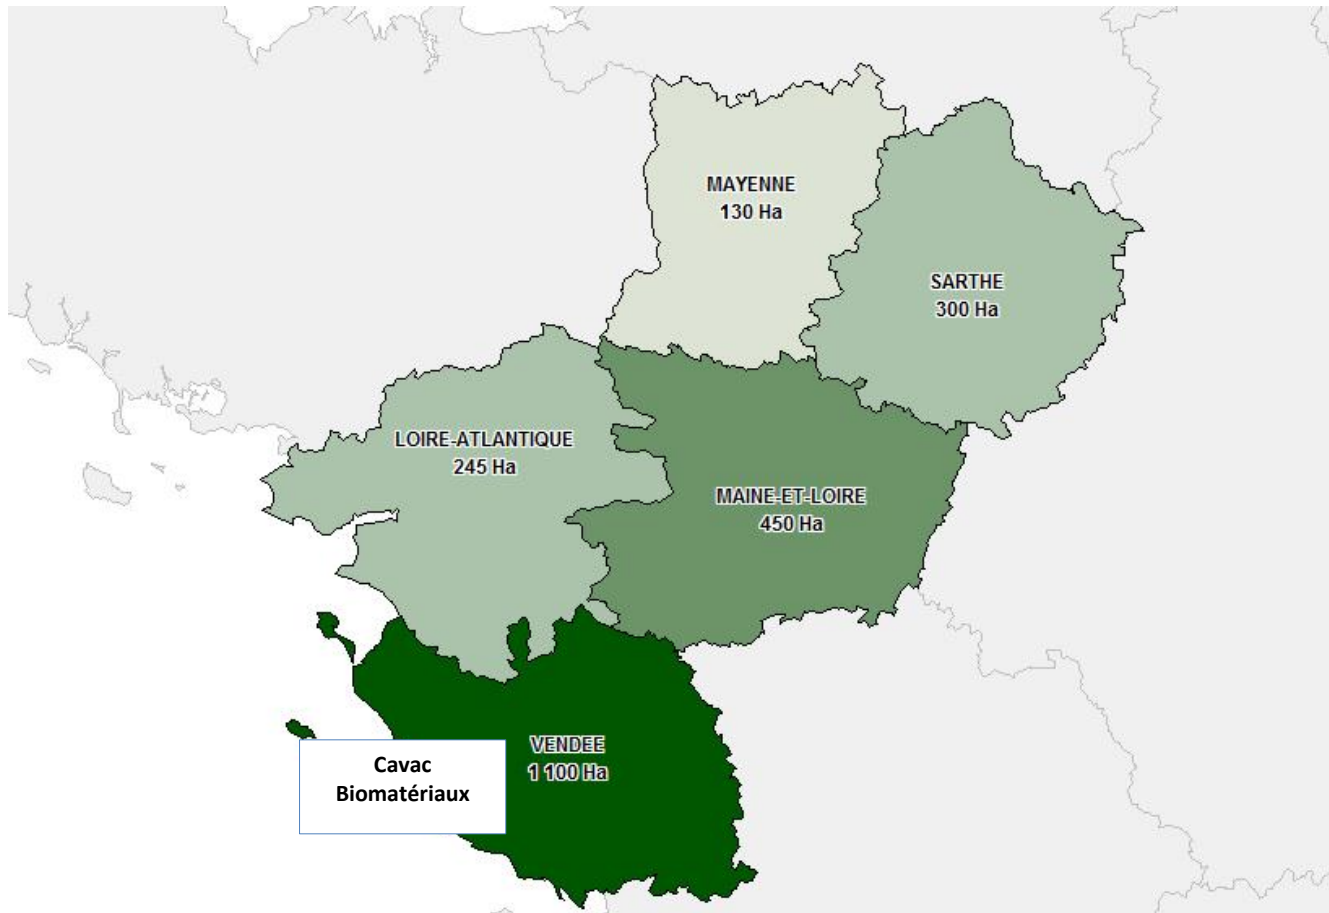 MAYENNE
130 Ha
SARTHE
300 Ha
LOIRE-ATLANTIQUE
245 Ha
MAINE-ET-LOIRE
450 Ha
VENDEE
1 100 Ha
Cavac
Biomatériaux